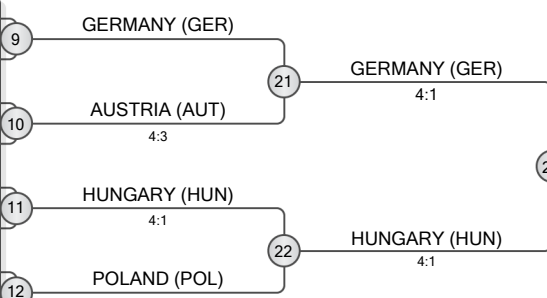 GERMANY (GER)
9
21
GERMANY (GER)
4:1
AUSTRIA (AUT)
10
4:3
HUNGARY (HUN)
11
4:1
22
HUNGARY (HUN)
4:1
POLAND (POL)
12